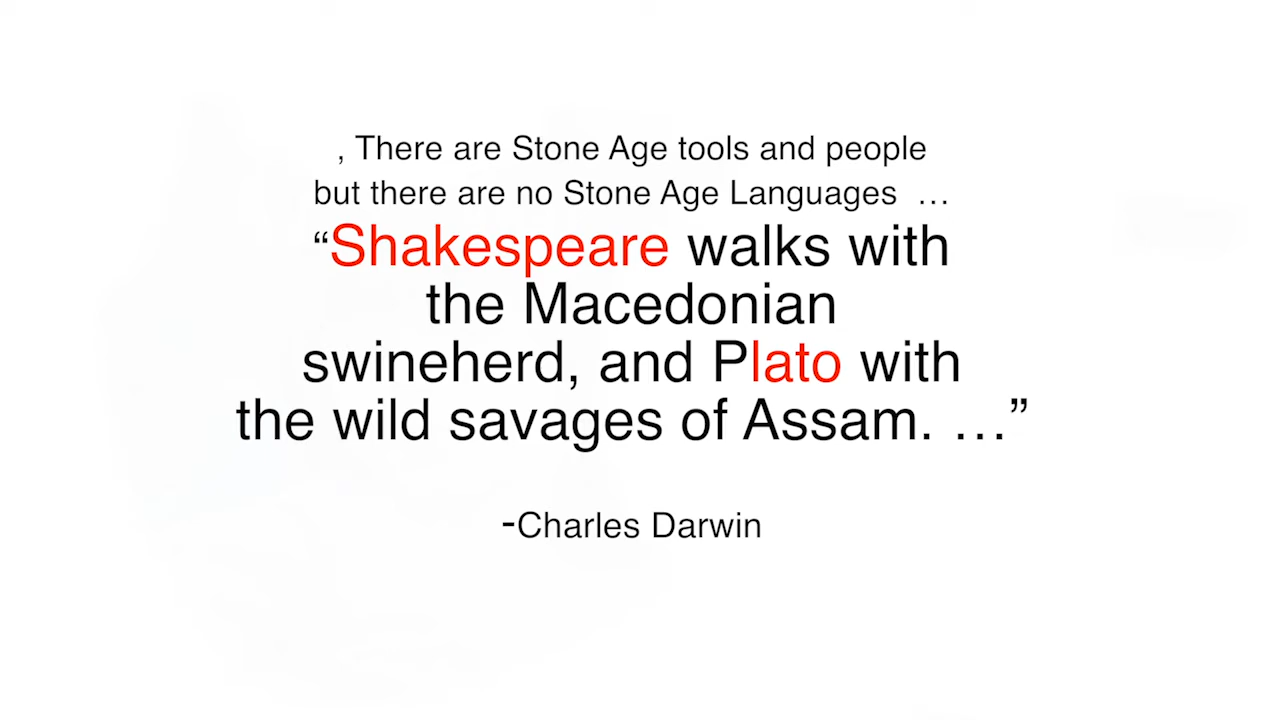 , There are Stone Age tools and people
but there are no Stone Age Languages …
“Shakespeare walks with
the Macedonian
swineherd, and Plato with
the wild savages of Assam. …”
-Charles Darwin